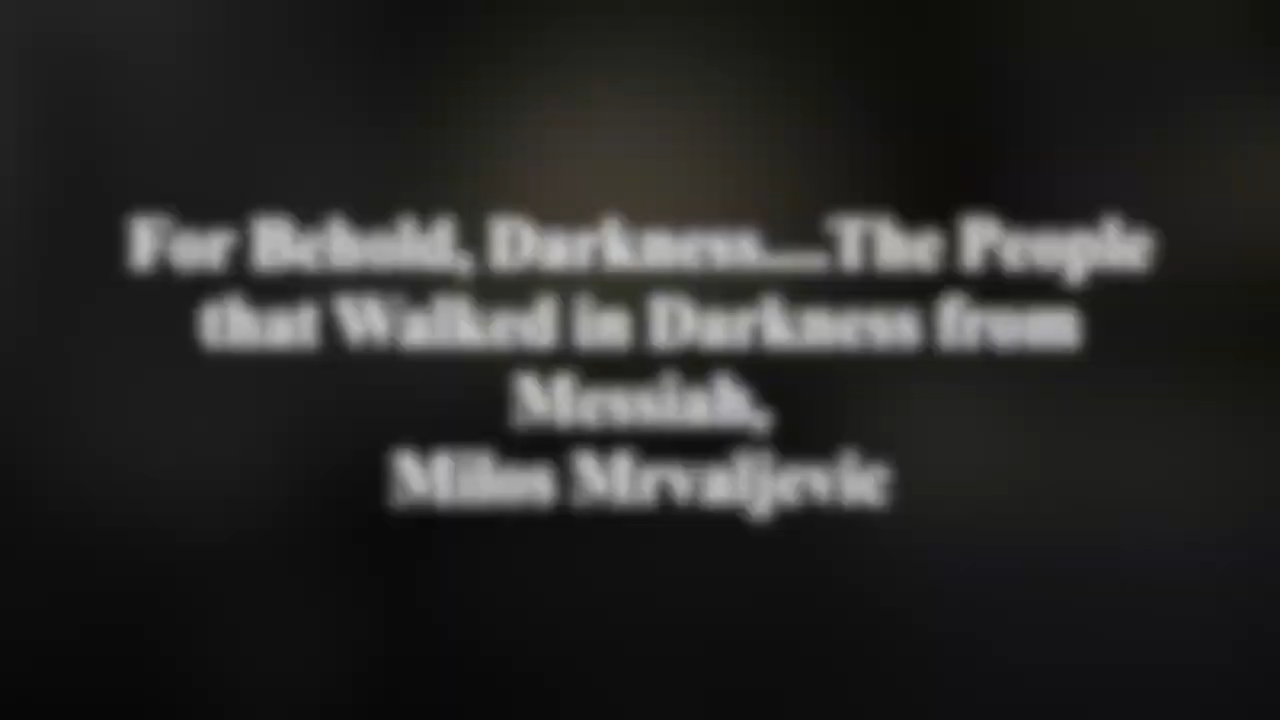 For Behold, Darkness....The People
that Walked in Darkness from
Messiah,
Milos Mrvaljevic